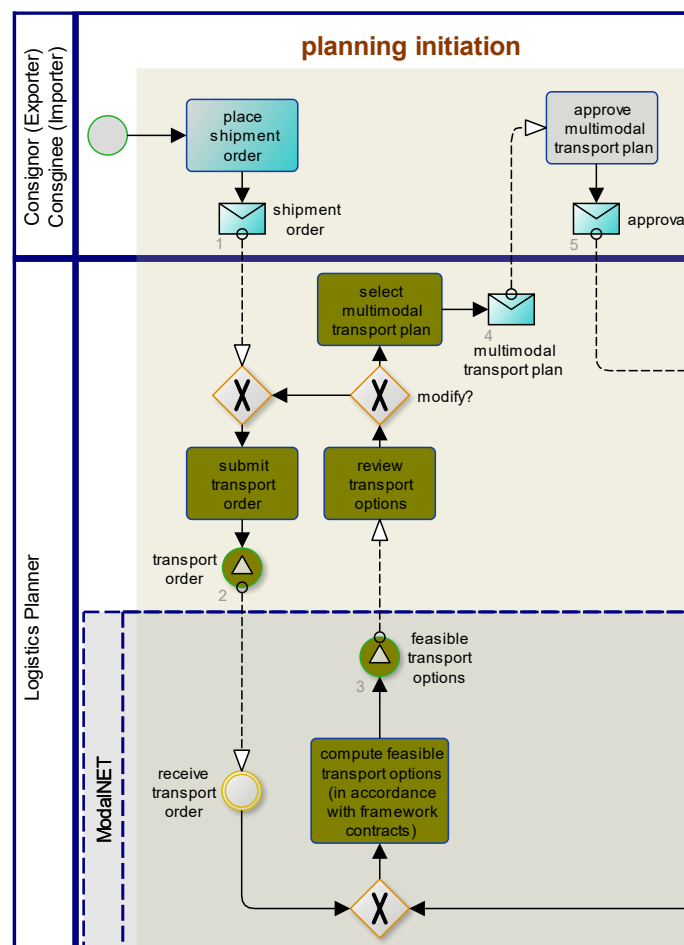 planning initiation
Consignor (Exporter)
Consginee (Importer)
place
shipment
order
approve
multimodal
transport plan
shipment
order
1
approva
5
Logistics Planner
select
multimodal
transport plan
4
multimodal
transport plan
X
X
modify?
submit
transport
order
review
transport
options
transport
order
2
ModalNET
feasible
transport
options
3
receive
transport
order
compute feasible
transport options
(in accordance
with framework
contracts)
X